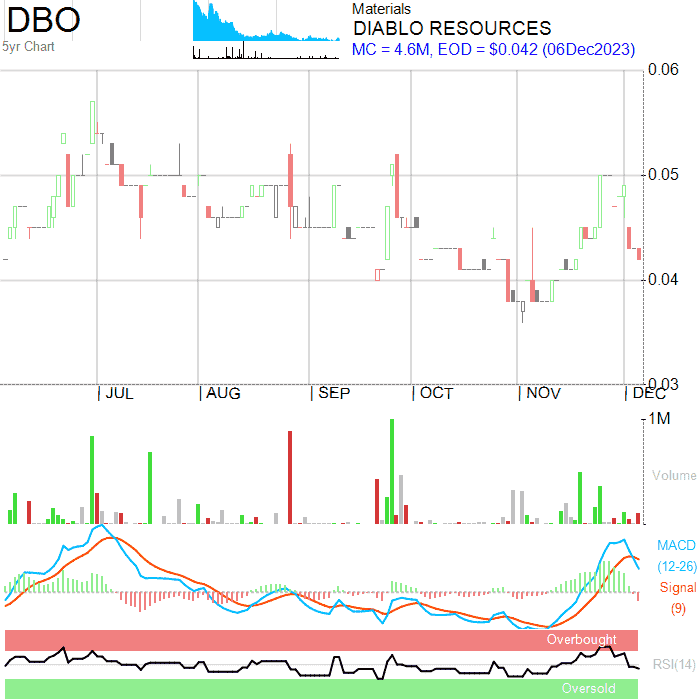 DBO
5yr Chart
Materials
DIABLO RESOURCES
MC = 4.6M, EOD = $0.042 (06Dec2023)
0.06
0.05
0.04
0.03
JUL AUG SEP OCT NOV DEC
1M
Volume
MACD
(12-26)
Signal
(9)
Overbought
RSI(14)
Oversold